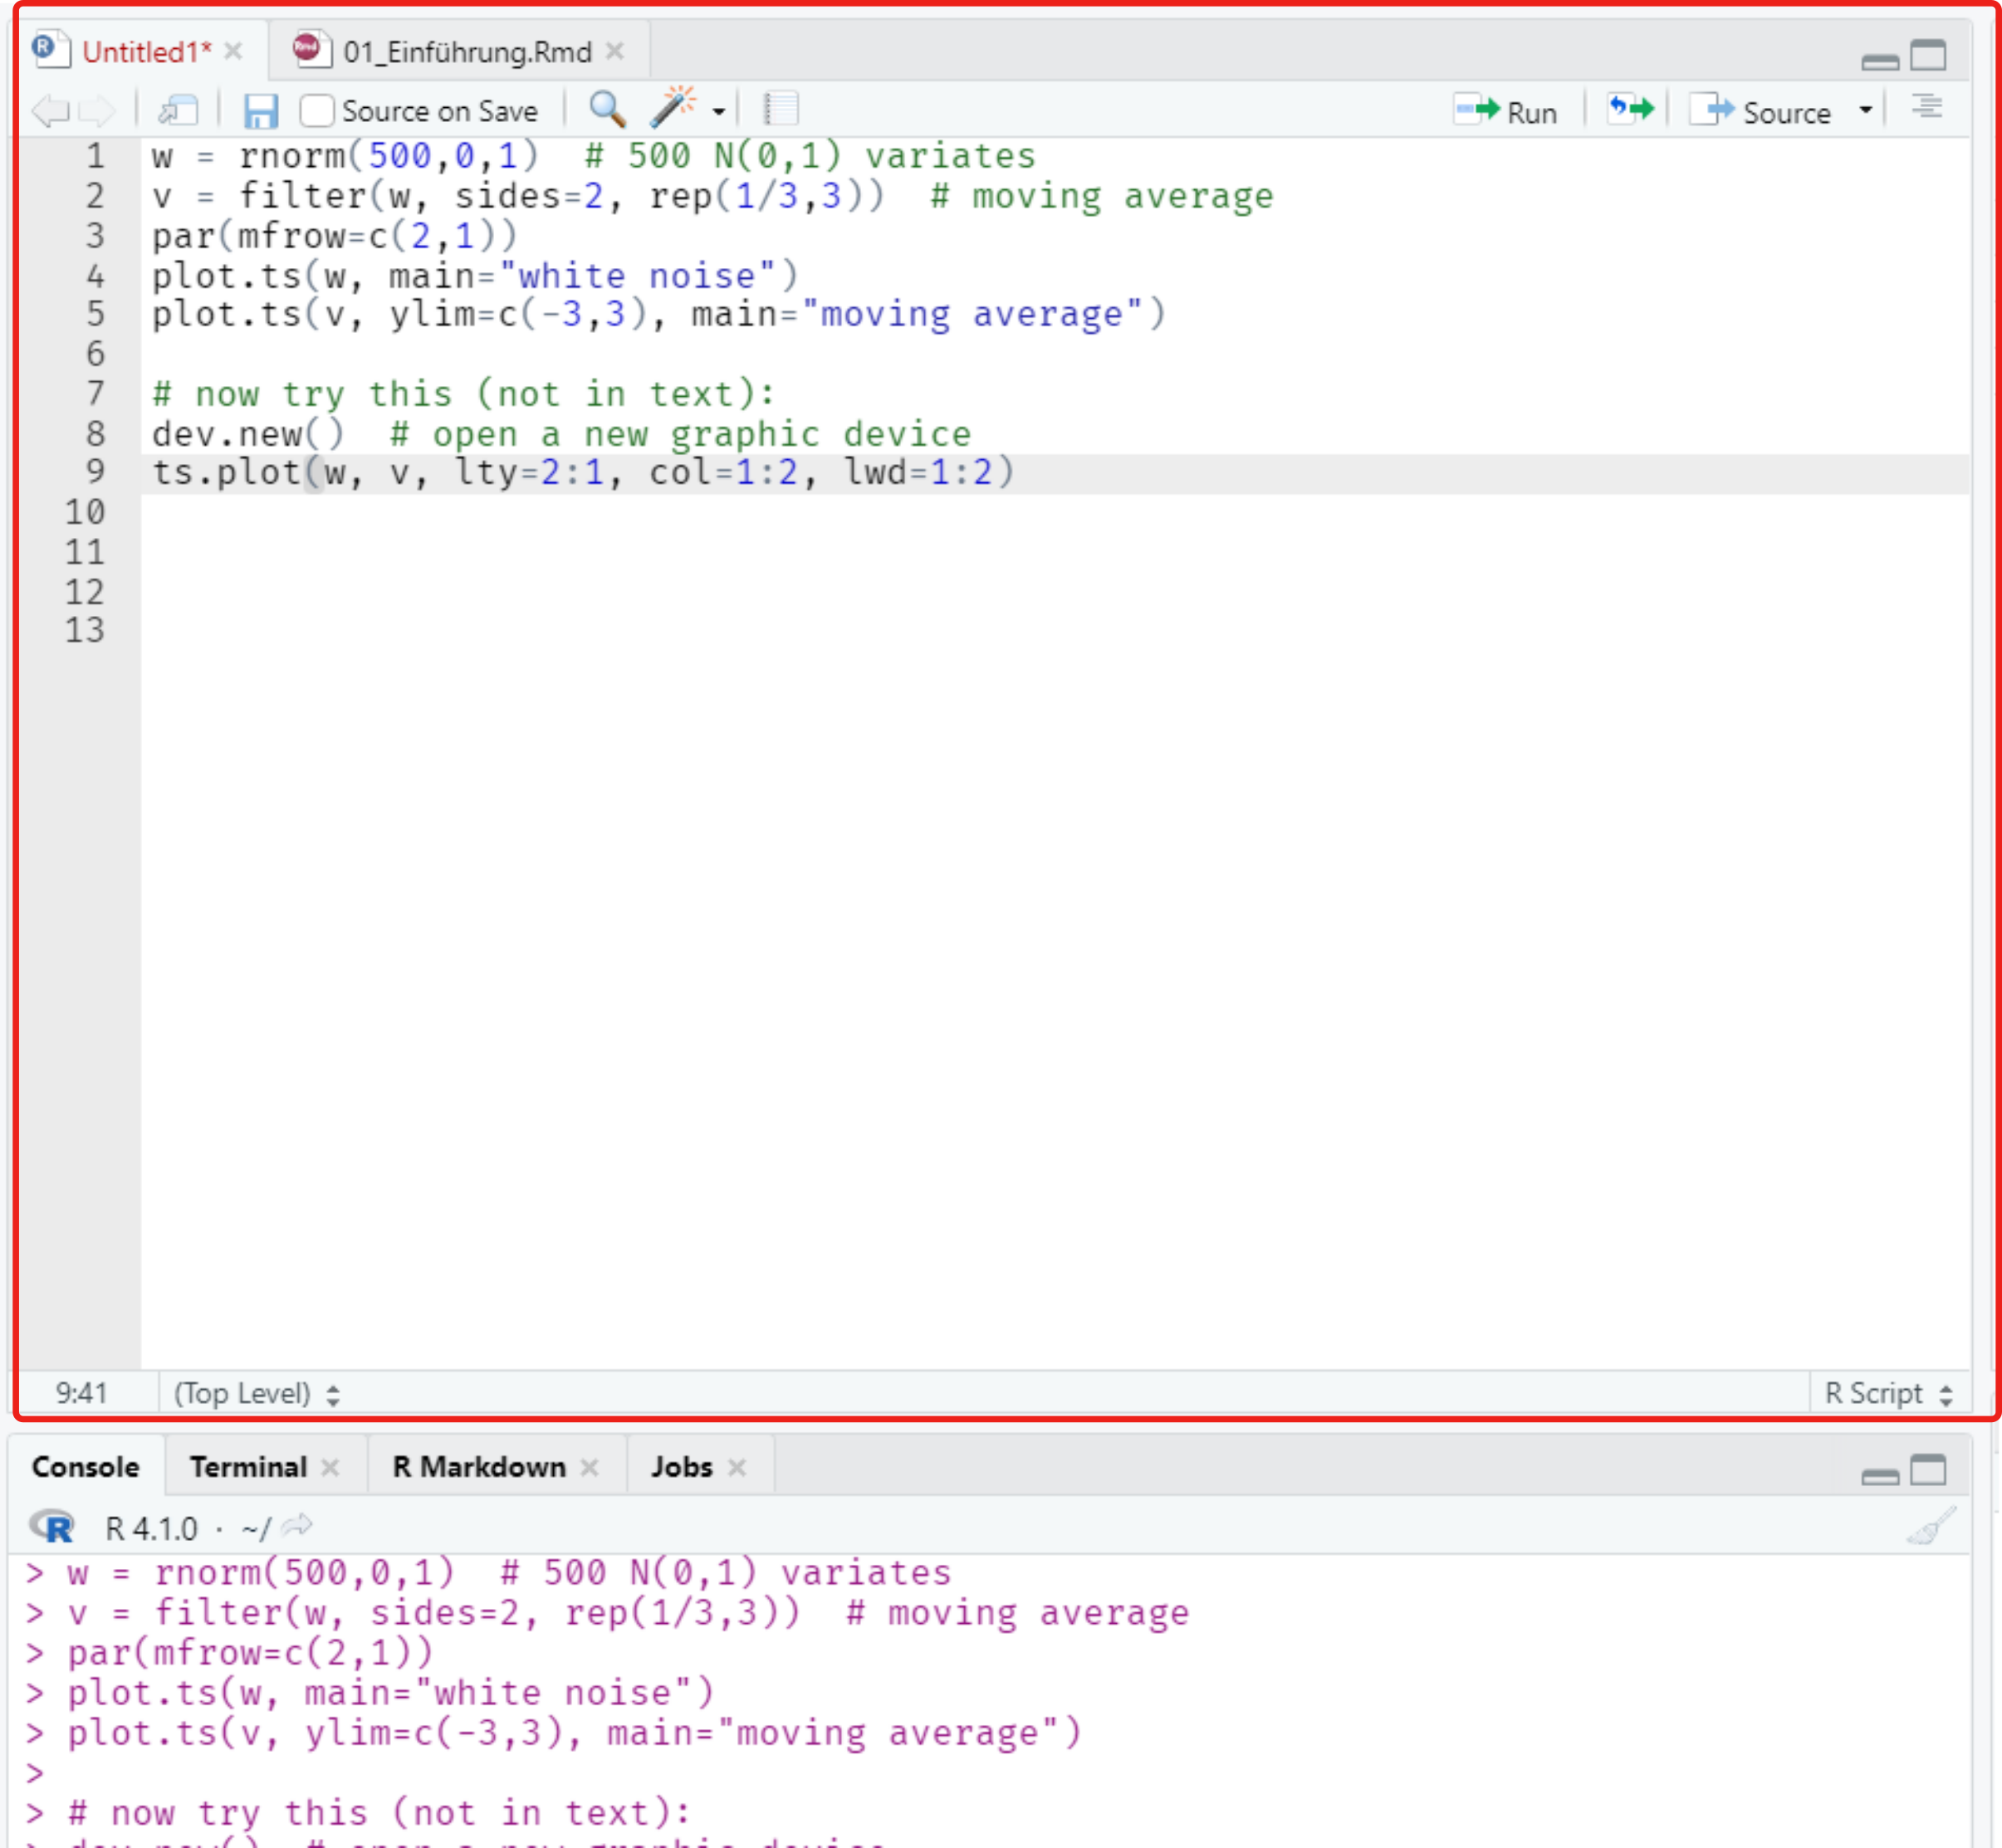 Untitled1* 01_Einführung.Rmd
Source on Save Run Source
1 w = rnorm(500,0,1)  # 500 N(0,1) variates
2 v = filter(w, sides=2, rep(1/3,3))  # moving average
3 par(mfrow=c(2,1))
4 plot.ts(w, main="white noise")
5 plot.ts(v, ylim=c(-3,3), main="moving average")
6
7 # now try this (not in text):
8 dev.new()  # open a new graphic device
9 ts.plot(w, v, lty=2:1, col=1:2, lwd=1:2)
10
11
12
13
9:41 (Top Level) R Script
Console Terminal R Markdown Jobs
R 4.1.0 · ~/
> w = rnorm(500,0,1)  # 500 N(0,1) variates
> v = filter(w, sides=2, rep(1/3,3))  # moving average
> par(mfrow=c(2,1))
> plot.ts(w, main="white noise")
> plot.ts(v, ylim=c(-3,3), main="moving average")
>
> # now try this (not in text):
> dev.new()  # open a new graphic device